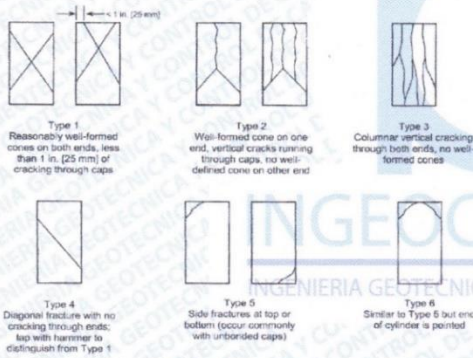 < 1 in. [25 mm]
Type 1
Reasonably well-formed
cones on both ends, less
than 1 in. [25 mm] of
cracking through caps
Type 2
Well-formed cone on one
end, vertical cracks running
through caps, no well-
defined cone on other end
Type 3
Columnar vertical cracking
through both ends, no well-
formed cones
Type 4
Diagonal fracture with no
cracking through ends;
tap with hammer to
distinguish from Type 1
Type 5
Side fractures at top or
bottom (occur commonly
with unbonded caps)
Type 6
Similar to Type 5 but end
of cylinder is pointed
INGEOC
INGENIERIA GEOTECNIC